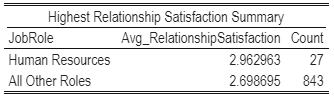 Highest Relationship Satisfaction Summary
JobRole Avg_RelationshipSatisfaction Count
Human Resources 2.962963 27
All Other Roles 2.698695 843